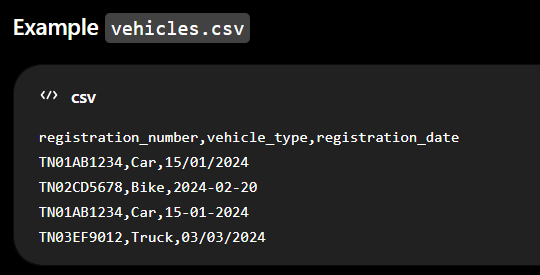 Example vehicles.csv
</> csv
registration_number,vehicle_type,registration_date
TN01AB1234,Car,15/01/2024
TN02CD5678,Bike,2024-02-20
TN01AB1234,Car,15-01-2024
TN03EF9012,Truck,03/03/2024